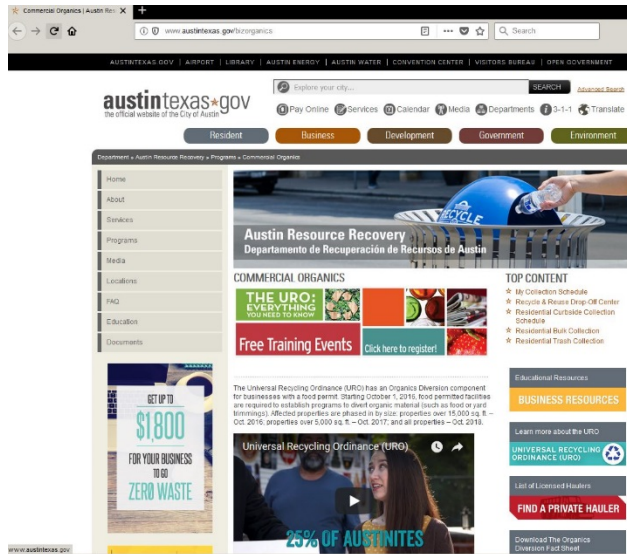 Commercial Organics | Austin Res
www.austintexas.gov/bizorganics
Search
AUSTINTEXAS.GOV | AIRPORT | LIBRARY | AUSTIN ENERGY | AUSTIN WATER | CONVENTION CENTER | VISITORS BUREAU | OPEN GOVERNMENT
Explore your city...
SEARCH
Advanced Search
austintexas.gov
the official website of the City of Austin
Pay Online Services Calendar Media Departments 3-1-1 Translate
Resident Business Development Government Environment
Department » Austin Resource Recovery » Programs » Commercial Organics
Home
About
Services
Programs
Media
Locations
FAQ
Education
Documents
RECYCLE
Austin Resource Recovery
Departamento de Recuperación de Recursos de Austin
COMMERCIAL ORGANICS
THE URO:
EVERYTHING
YOU NEED TO KNOW
Free Training Events
Click here to register!
TOP CONTENT
My Collection Schedule
Recycle & Reuse Drop Off Center
Residential Curbside Collection
Schedule
Residential Bulk Collection
Residential Trash Collection
GET UP TO
$1,800
FOR YOUR BUSINESS
TO GO
ZERO WASTE
The Universal Recycling Ordinance (URO) has an Organics Diversion component
for businesses with a food permit. Starting October 1, 2016, food permitted facilities
are required to establish programs to divert organic material (such as food or yard
trimmings). Affected properties are phased in by size: properties over 15,000 sq. ft. –
Oct. 2016; properties over 5,000 sq. ft. – Oct. 2017; and all properties – Oct. 2018.
Universal Recycling Ordinance (URO)
25% OF AUSTINITES
Educational Resources
BUSINESS RESOURCES
Learn more about the URO
UNIVERSAL RECYCLING
ORDINANCE (URO)
List of Licensed Haulers
FIND A PRIVATE HAULER
Download The Organics
Diversion Fact Sheet
www.austintexas.gov